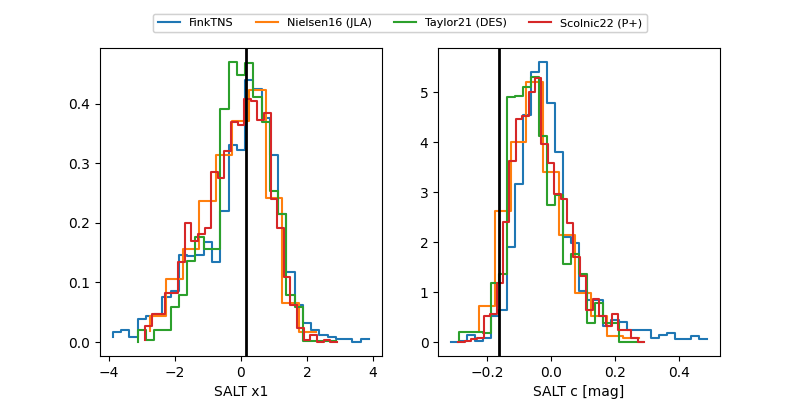 FinkTNS Nielsen16 (JLA) Taylor21 (DES) Scolnic22 (P+)
0.4
0.3
0.2
0.1
0.0
−4 −2 0 2 4
SALT x1
5
4
3
2
1
0
−0.2 0.0 0.2 0.4
SALT c [mag]